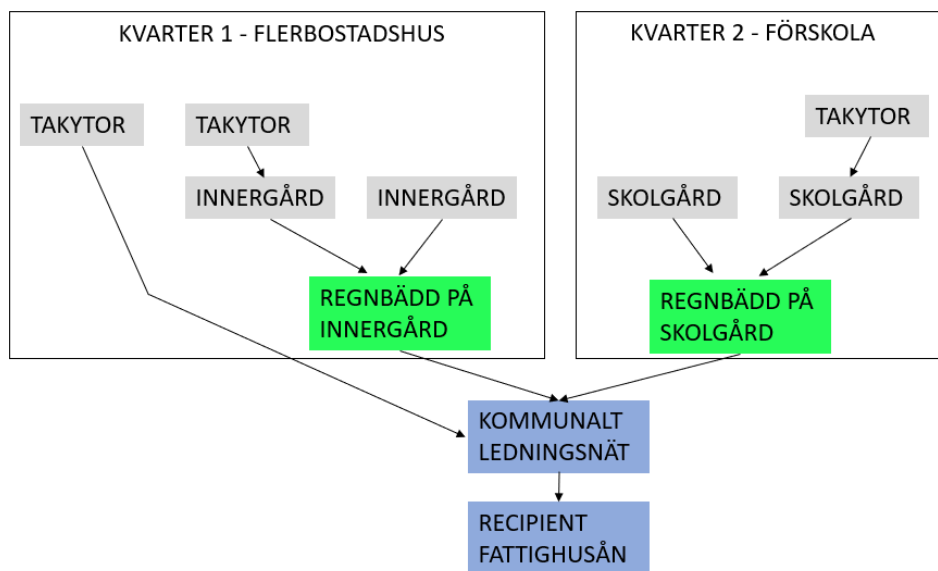 KVARTER 1 - FLERBOSTADSHUS
KVARTER 2 - FÖRSKOLA
TAKYTOR
TAKYTOR
TAKYTOR
INNERGÅRD
INNERGÅRD
SKOLGÅRD
SKOLGÅRD
REGNBÄDD PÅ
INNERGÅRD
REGNBÄDD PÅ
SKOLGÅRD
KOMMUNALT
LEDNINGSNÄT
RECIPIENT
FATTIGHUSÅN